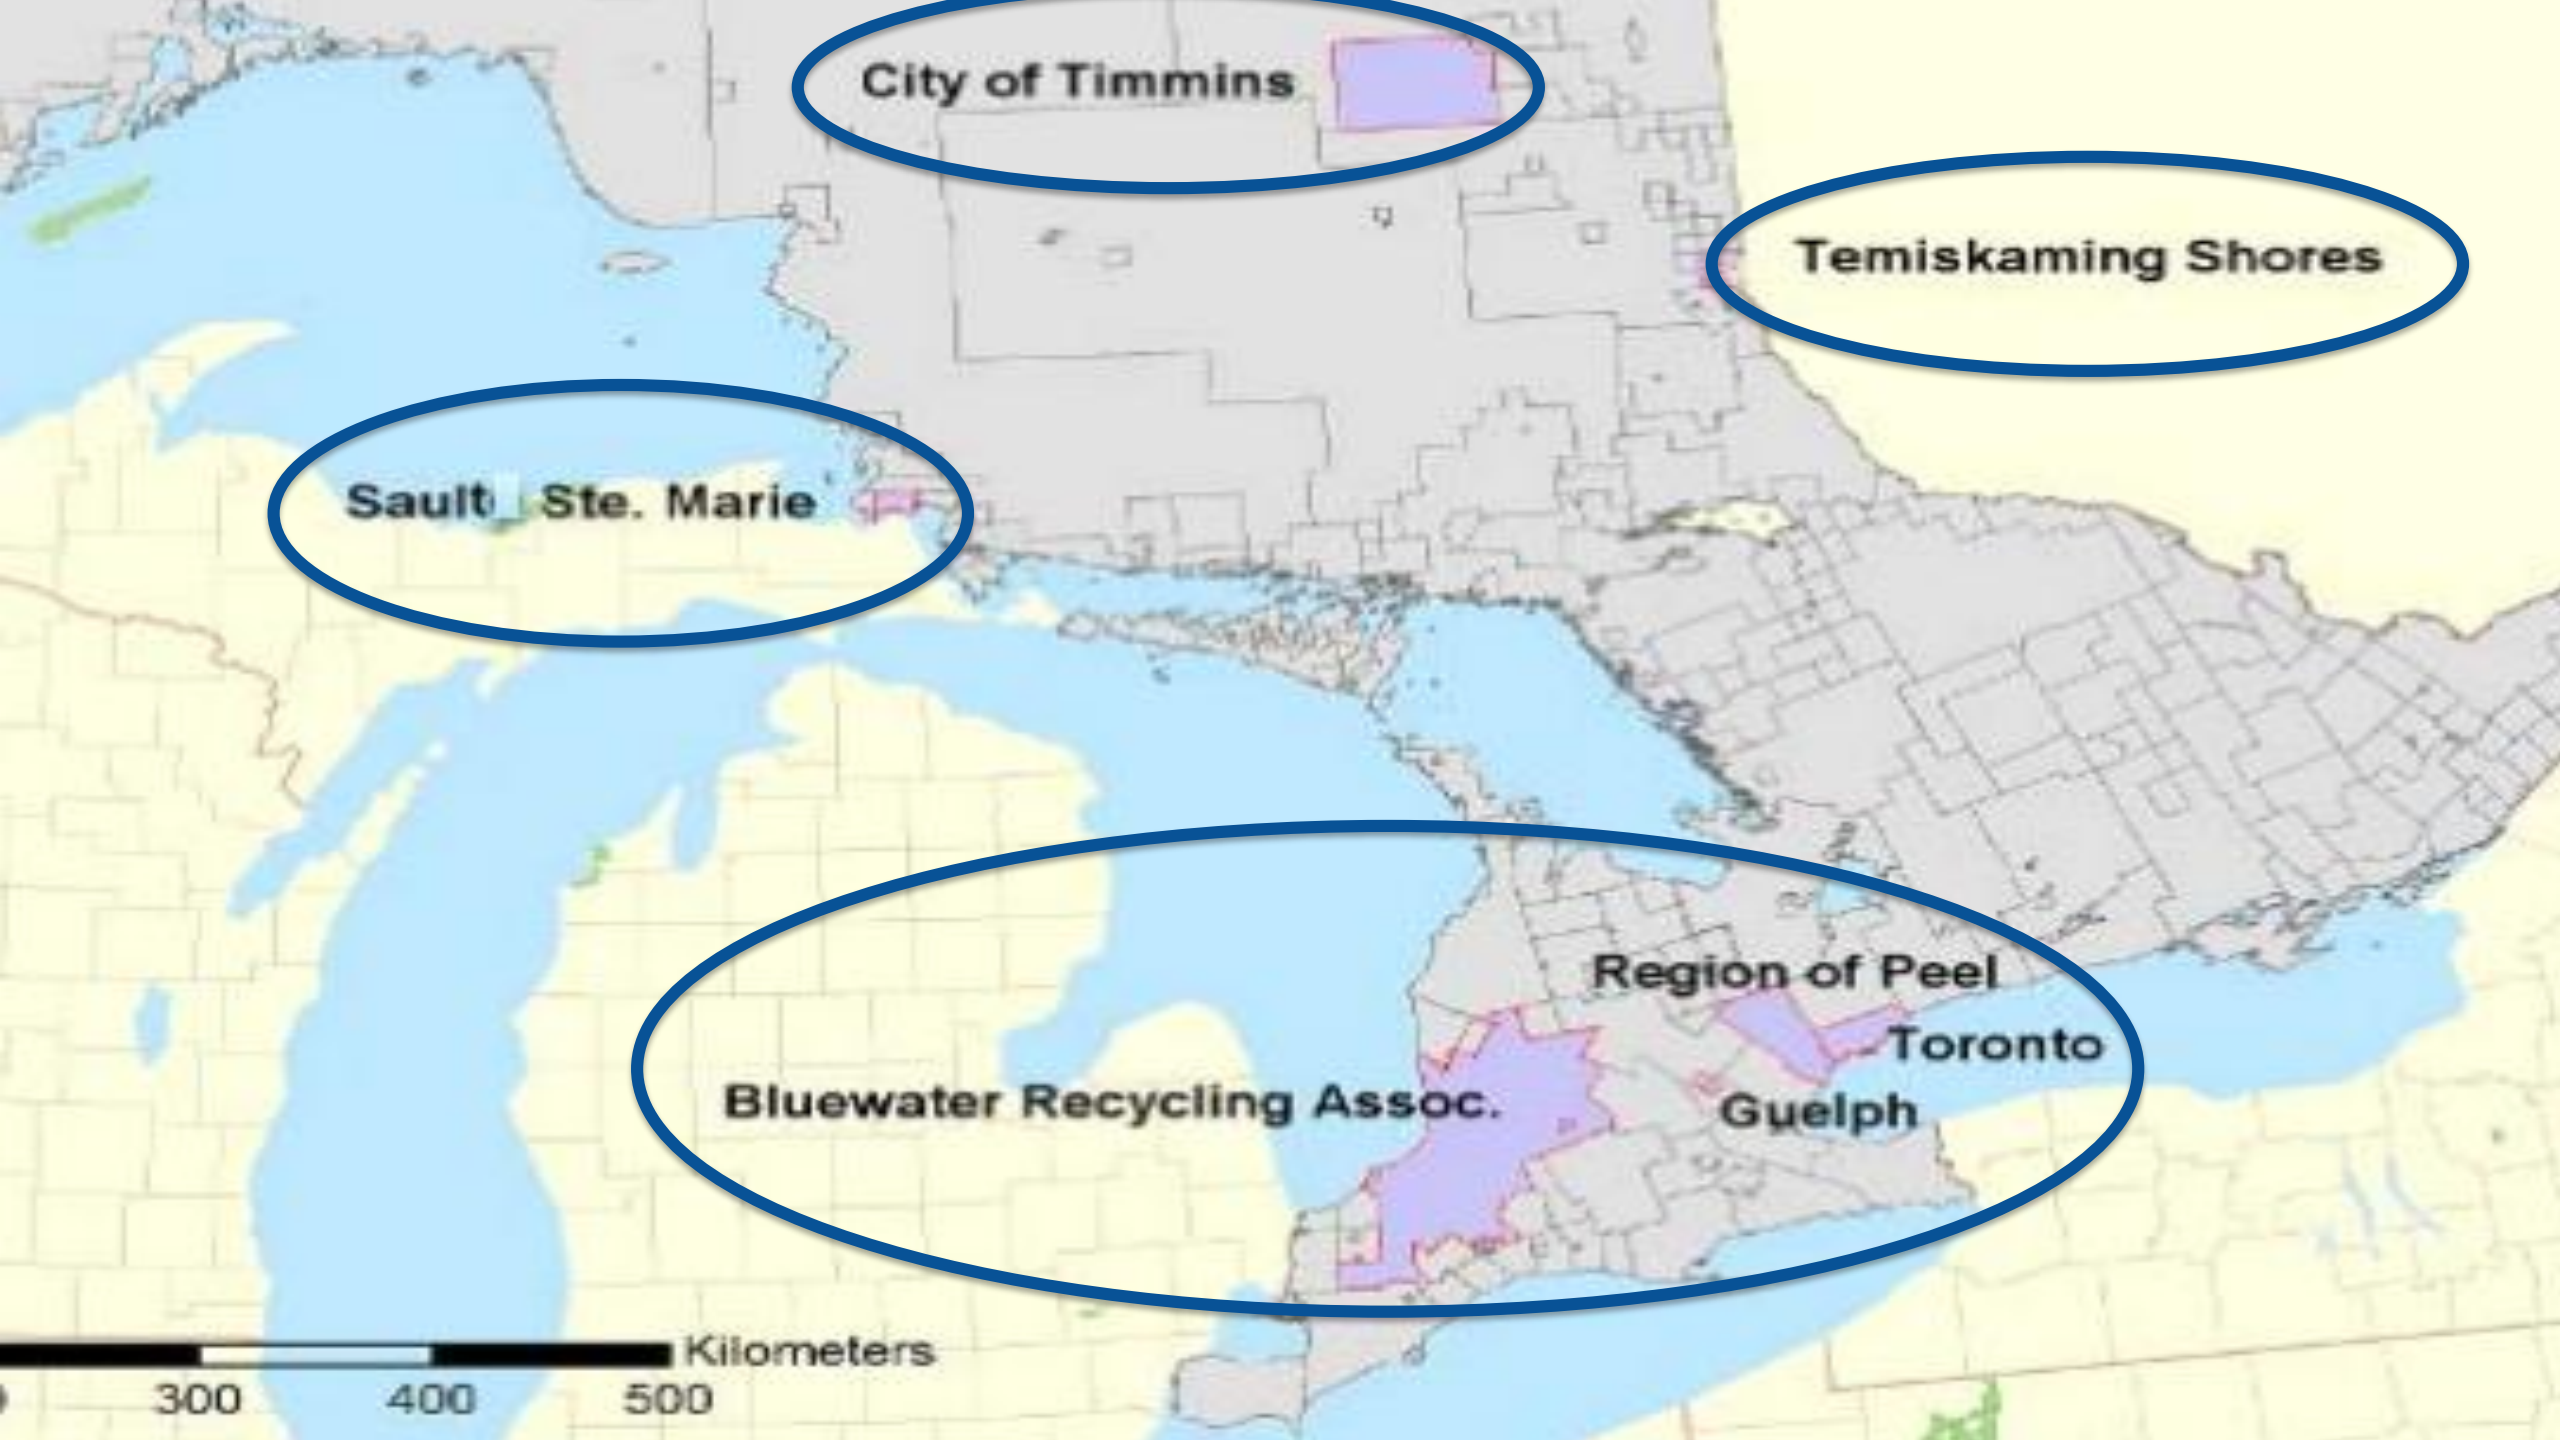 City of Timmins
Temiskaming Shores
Sault Ste. Marie
Region of Peel
Toronto
Bluewater Recycling Assoc.
Guelph
Kilometers
300 400 500